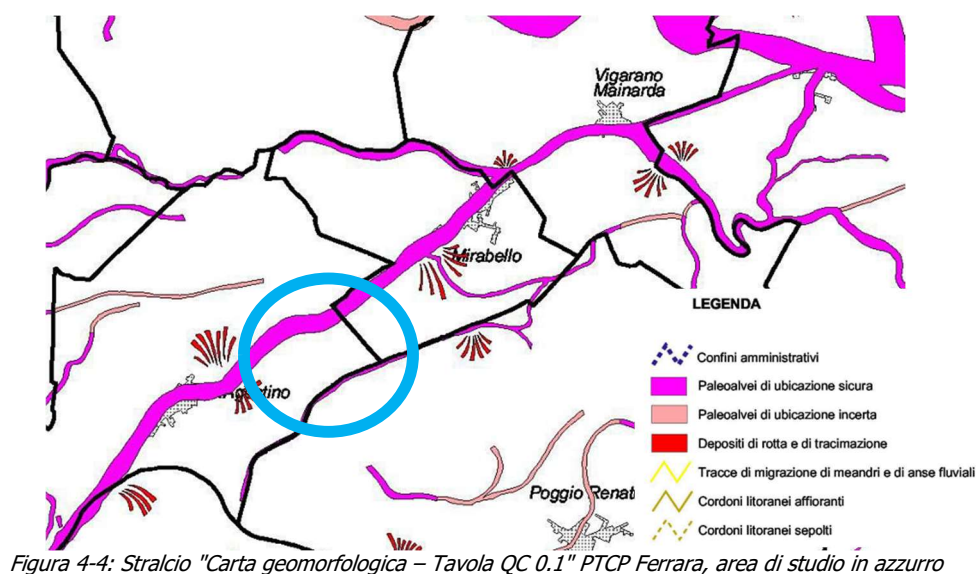 Vigarano
Mainarda
Mirabello
Poggio Renati
LEGENDA
Confini amministrativi
Paleoalvei di ubicazione sicura
Paleoalvei di ubicazione incerta
Depositi di rotta e di tracimazione
Tracce di migrazione di meandri e di anse fluviali
Cordoni litoranei affioranti
Cordoni litoranei sepolti
Figura 4-4: Stralcio "Carta geomorfologica – Tavola QC 0.1" PTCP Ferrara, area di studio in azzurro